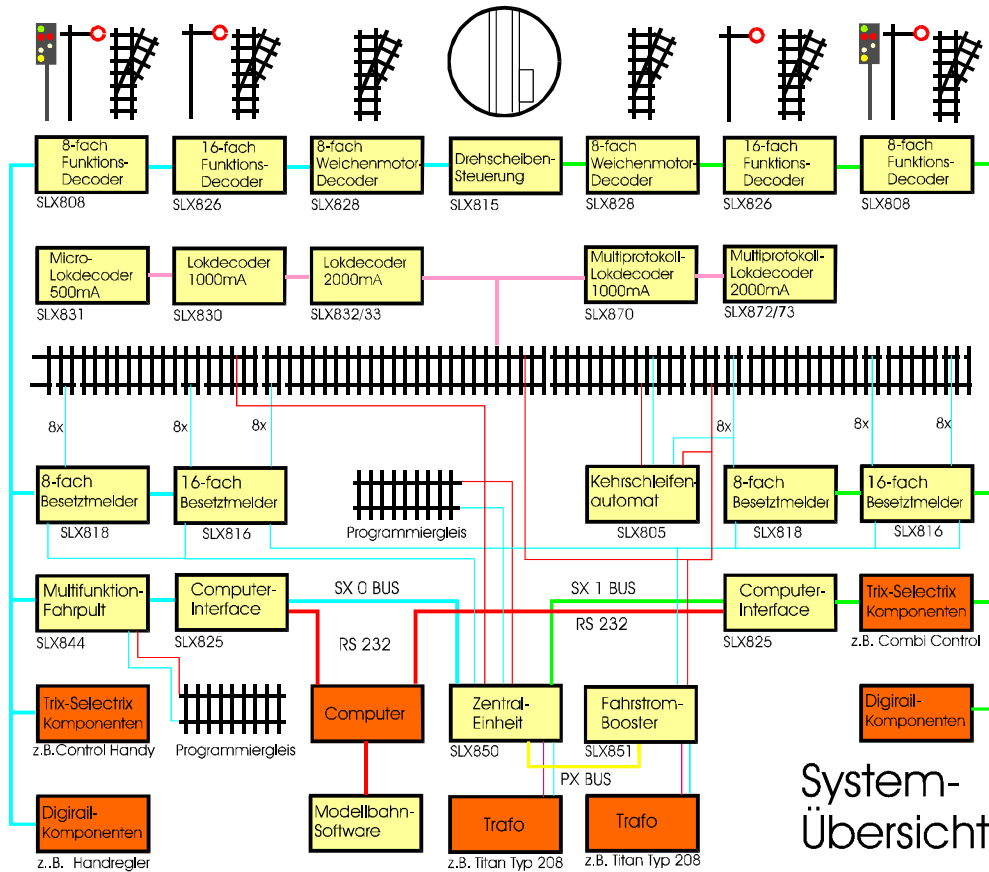 8-fach
Funktions-
Decoder
SLX808
16-fach
Funktions-
Decoder
SLX826
8-fach
Weichenmotor-
Decoder
SLX828
Drehscheiben-
Steuerung
SLX815
8-fach
Weichenmotor-
Decoder
SLX828
16-fach
Funktions-
Decoder
SLX826
8-fach
Funktions-
Decoder
SLX808
Micro-
Lokdecoder
500mA
SLX831
Lokdecoder
1000mA
SLX830
Lokdecoder
2000mA
SLX832/33
Multiprotokoll-
Lokdecoder
1000mA
SLX870
Multiprotokoll-
Lokdecoder
2000mA
SLX872/73
8x
8x
8x
8x
8x
8x
8-fach
Besetztmelder
SLX818
16-fach
Besetztmelder
SLX816
Programmiergleis
Kehrschleifen-
automat
SLX805
8-fach
Besetztmelder
SLX818
16-fach
Besetztmelder
SLX816
Multifunktion-
Fahrpult
SLX844
Computer-
Interface
SLX825
SX 0 BUS
RS 232
SX 1 BUS
RS 232
Computer-
Interface
SLX825
Trix-Selectrix
Komponenten
z.B. Combi Control
Trix-Selectrix
Komponenten
z.B.Control Handy
Programmiergleis
Computer
Zentral-
Einheit
SLX850
Fahrstrom-
Booster
SLX851
PX BUS
Digirail-
Komponenten
Digirail-
Komponenten
z..B. Handregler
Modellbahn-
Software
Trafo
z.B. Titan Typ 208
Trafo
z.B. Titan Typ 208
System-
Übersicht